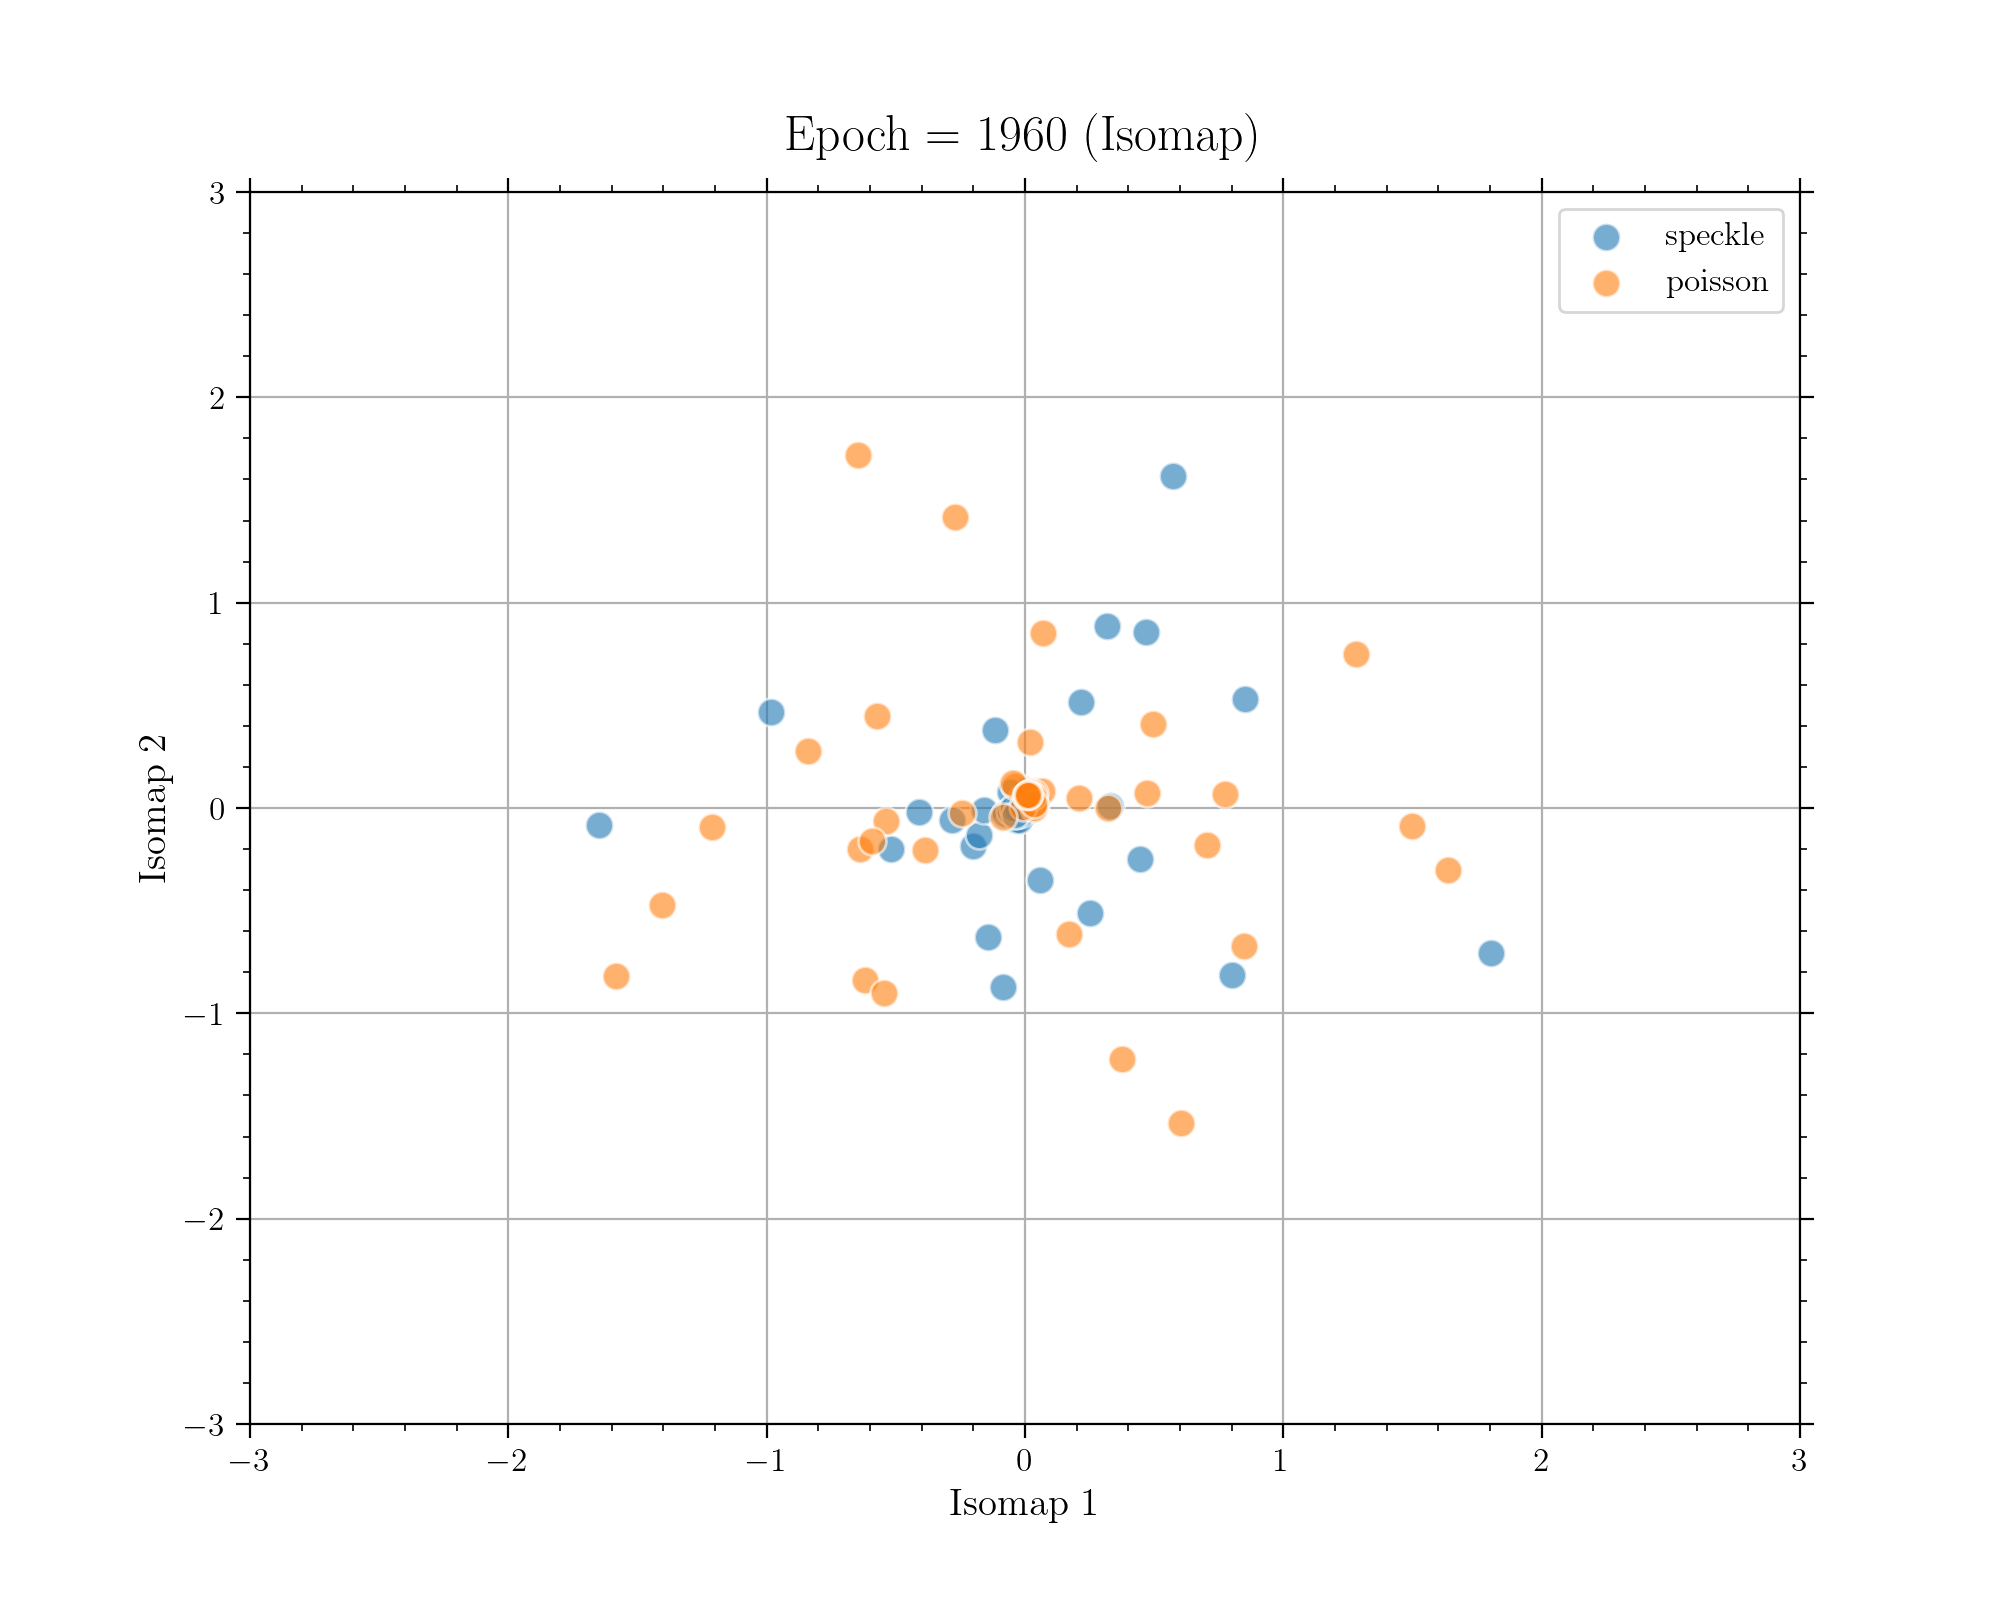 Epoch = 1960 (Isomap)
speckle
poisson
3
2
1
0
−1
−2
−3
Isomap 2
−3
−2
−1
0
1
2
3
Isomap 1